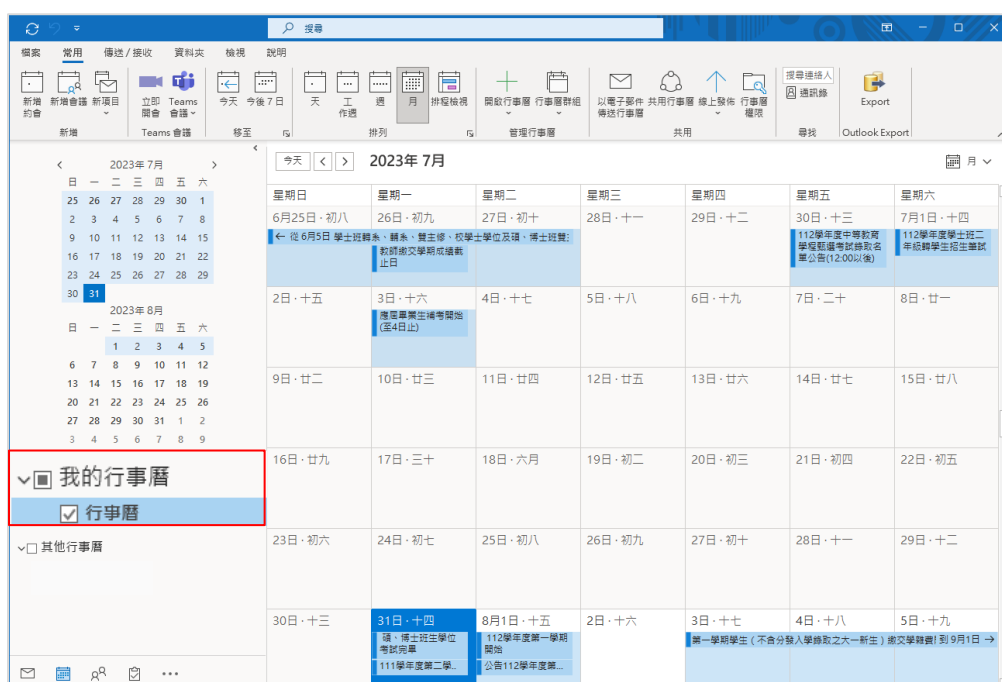 搜尋
檔案 常用 傳送/接收 資料夾 檢視 說明
新增約會 新增會議 新項目 立即開會 Teams會議 今天 今後7日 天 工作週 週 月 排程檢視 開啟行事曆 行事曆群組 以電子郵件傳送行事曆 共用行事曆 線上發佈 行事曆權限 搜尋連絡人 通訊錄 Export
新增 Teams 會議 移至 排列 管理行事曆 共用 尋找 Outlook Export
2023年 7月
日 一 二 三 四 五 六
25 26 27 28 29 30 1
2 3 4 5 6 7 8
9 10 11 12 13 14 15
16 17 18 19 20 21 22
23 24 25 26 27 28 29
30 31
2023年 8月
日 一 二 三 四 五 六
1 2 3 4 5
6 7 8 9 10 11 12
13 14 15 16 17 18 19
20 21 22 23 24 25 26
27 28 29 30 31 1 2
3 4 5 6 7 8 9
我的行事曆
行事曆
其他行事曆
今天 2023年 7月 月
星期日 星期一 星期二 星期三 星期四 星期五 星期六
6月25日 · 初八 26日 · 初九 27日 · 初十 28日 · 十一 29日 · 十二 30日 · 十三 7月1日 · 十四
← 從 6月5日 學士班轉系、輔系、雙主修、校學士學位及碩、博士班雙主
教師繳交學期成績截止日
112學年度中等教育學程甄選考試錄取名單公告(12:00以後)
112學年度學士班二年級轉學生招生筆試
2日 · 十五 3日 · 十六 4日 · 十七 5日 · 十八 6日 · 十九 7日 · 二十 8日 · 廿一
應屆畢業生補考開始(至4日止)
9日 · 廿二 10日 · 廿三 11日 · 廿四 12日 · 廿五 13日 · 廿六 14日 · 廿七 15日 · 廿八
16日 · 廿九 17日 · 三十 18日 · 六月 19日 · 初二 20日 · 初三 21日 · 初四 22日 · 初五
23日 · 初六 24日 · 初七 25日 · 初八 26日 · 初九 27日 · 初十 28日 · 十一 29日 · 十二
30日 · 十三 31日 · 十四 8月1日 · 十五 2日 · 十六 3日 · 十七 4日 · 十八 5日 · 十九
碩、博士班生學位考試完畢
111學年度第二學...
112學年度第一學期開始
公告112學年度第...
第一學期學生(不含分發入學錄取之大一新生)繳交學雜費! 到 9月1日 →